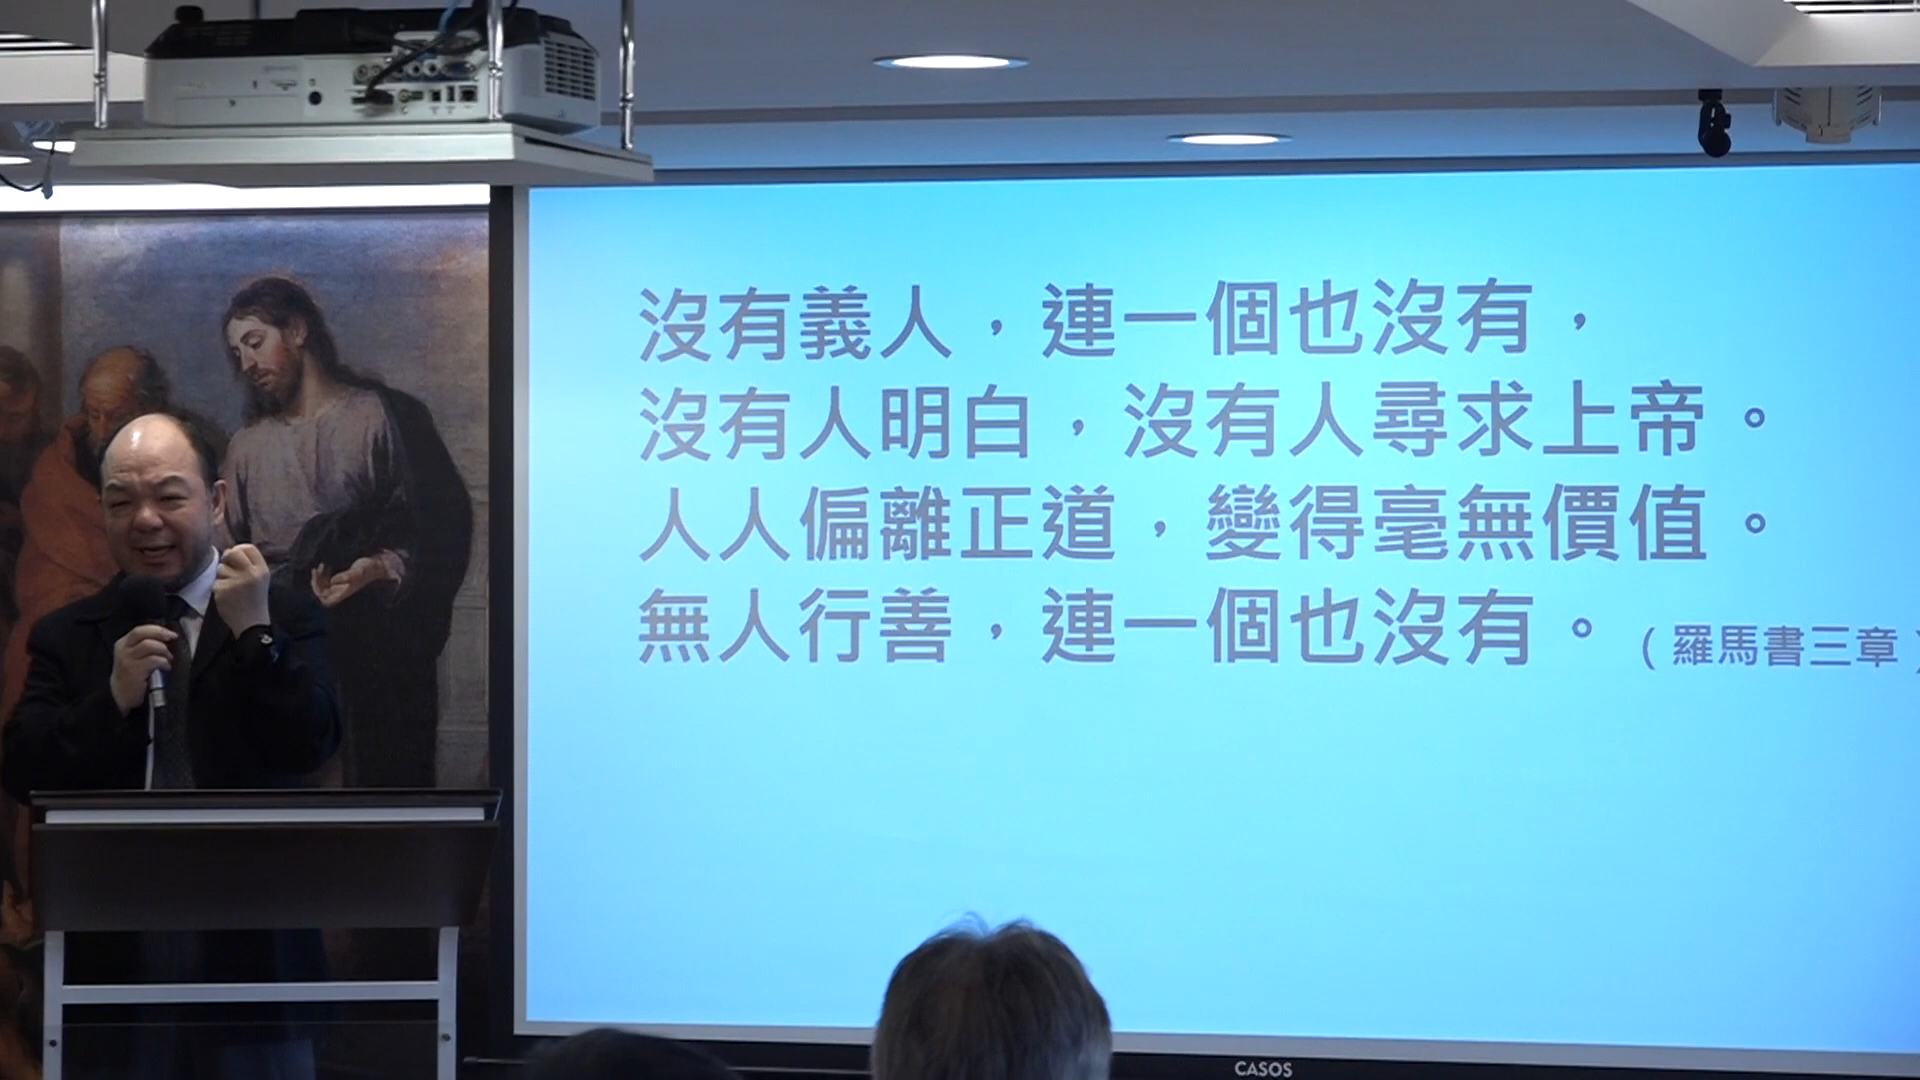 沒有義人，連一個也沒有，
沒有人明白，沒有人尋求上帝。
人人偏離正道，變得毫無價值。
無人行善，連一個也沒有。（羅馬書三章）
CASOS